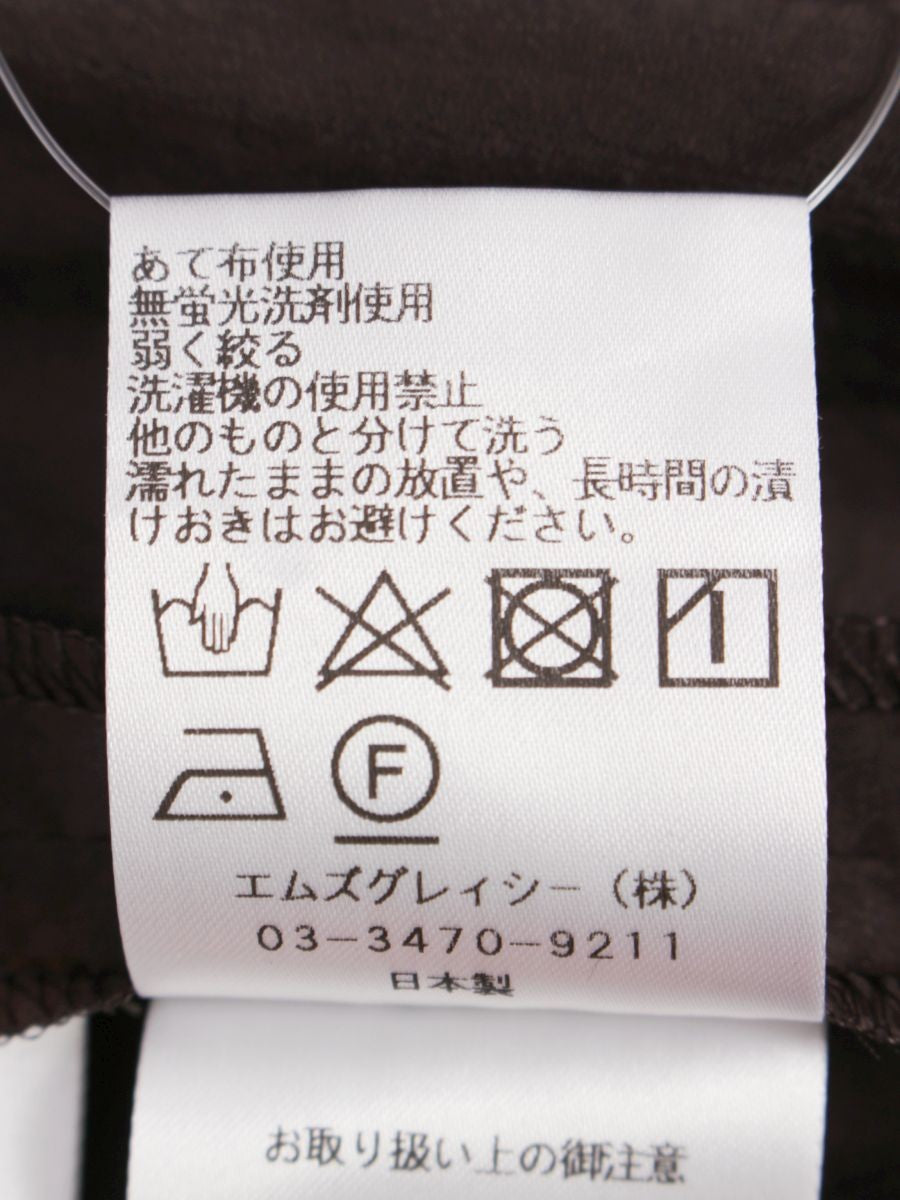 あて布使用
無蛍光洗剤使用
弱く絞る
洗濯機の使用禁止
他のものと分けて洗う
濡れたままの放置や、長時間の漬
けおきはお避けください。
F
エムズグレイシー（株）
03-3470-9211
日本製
お取り扱い上の御注意